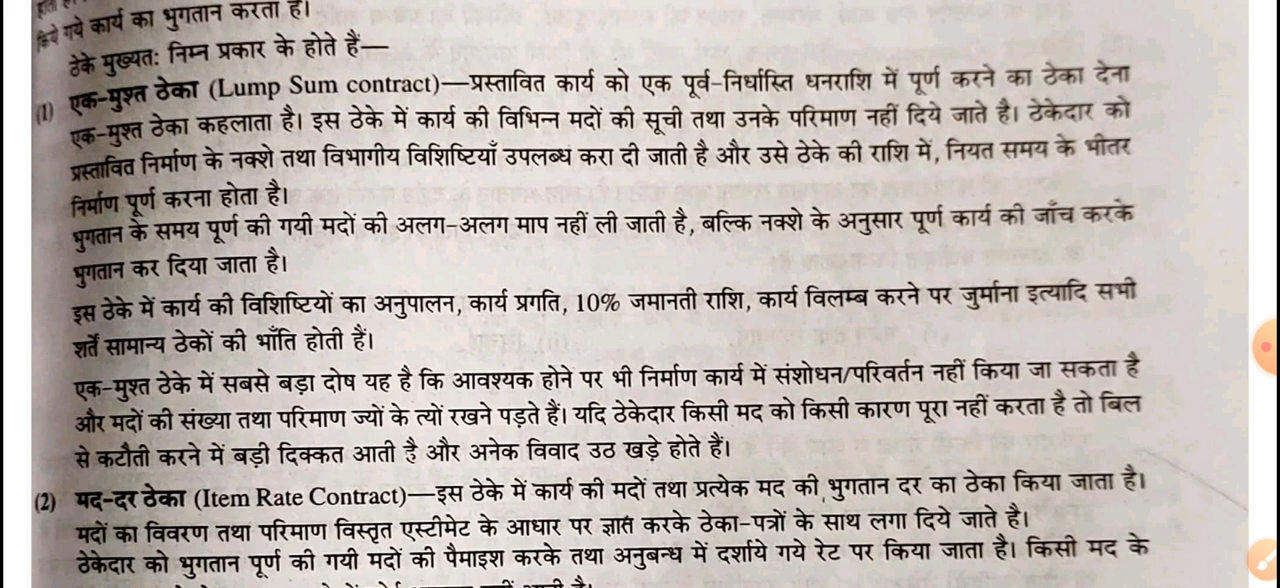 किये गये कार्य का भुगतान करता है।
ठेके मुख्यत: निम्न प्रकार के होते हैं—
(1) एक-मुश्त ठेका (Lump Sum contract)—प्रस्तावित कार्य को एक पूर्व-निर्धारित धनराशि में पूर्ण करने का ठेका देना
एक-मुश्त ठेका कहलाता है। इस ठेके में कार्य की विभिन्न मदों की सूची तथा उनके परिमाण नहीं दिये जाते है। ठेकेदार को
प्रस्तावित निर्माण के नक्शे तथा विभागीय विशिष्टियाँ उपलब्ध करा दी जाती है और उसे ठेके की राशि में, नियत समय के भीतर
निर्माण पूर्ण करना होता है।
भुगतान के समय पूर्ण की गयी मदों की अलग-अलग माप नहीं ली जाती है, बल्कि नक्शे के अनुसार पूर्ण कार्य की जाँच करके
भुगतान कर दिया जाता है।
इस ठेके में कार्य की विशिष्टियों का अनुपालन, कार्य प्रगति, 10% जमानती राशि, कार्य विलम्ब करने पर जुर्माना इत्यादि सभी
शर्तें सामान्य ठेकों की भाँति होती हैं।
एक-मुश्त ठेके में सबसे बड़ा दोष यह है कि आवश्यक होने पर भी निर्माण कार्य में संशोधन/परिवर्तन नहीं किया जा सकता है
और मदों की संख्या तथा परिमाण ज्यों के त्यों रखने पड़ते हैं। यदि ठेकेदार किसी मद को किसी कारण पूरा नहीं करता है तो बिल
से कटौती करने में बड़ी दिक्कत आती है और अनेक विवाद उठ खड़े होते हैं।
(2) मद-दर ठेका (Item Rate Contract)—इस ठेके में कार्य की मदों तथा प्रत्येक मद की भुगतान दर का ठेका किया जाता है।
मदों का विवरण तथा परिमाण विस्तृत एस्टीमेट के आधार पर ज्ञात करके ठेका-पत्रों के साथ लगा दिये जाते है।
ठेकेदार को भुगतान पूर्ण की गयी मदों की पैमाइश करके तथा अनुबन्ध में दर्शाये गये रेट पर किया जाता है। किसी मद के